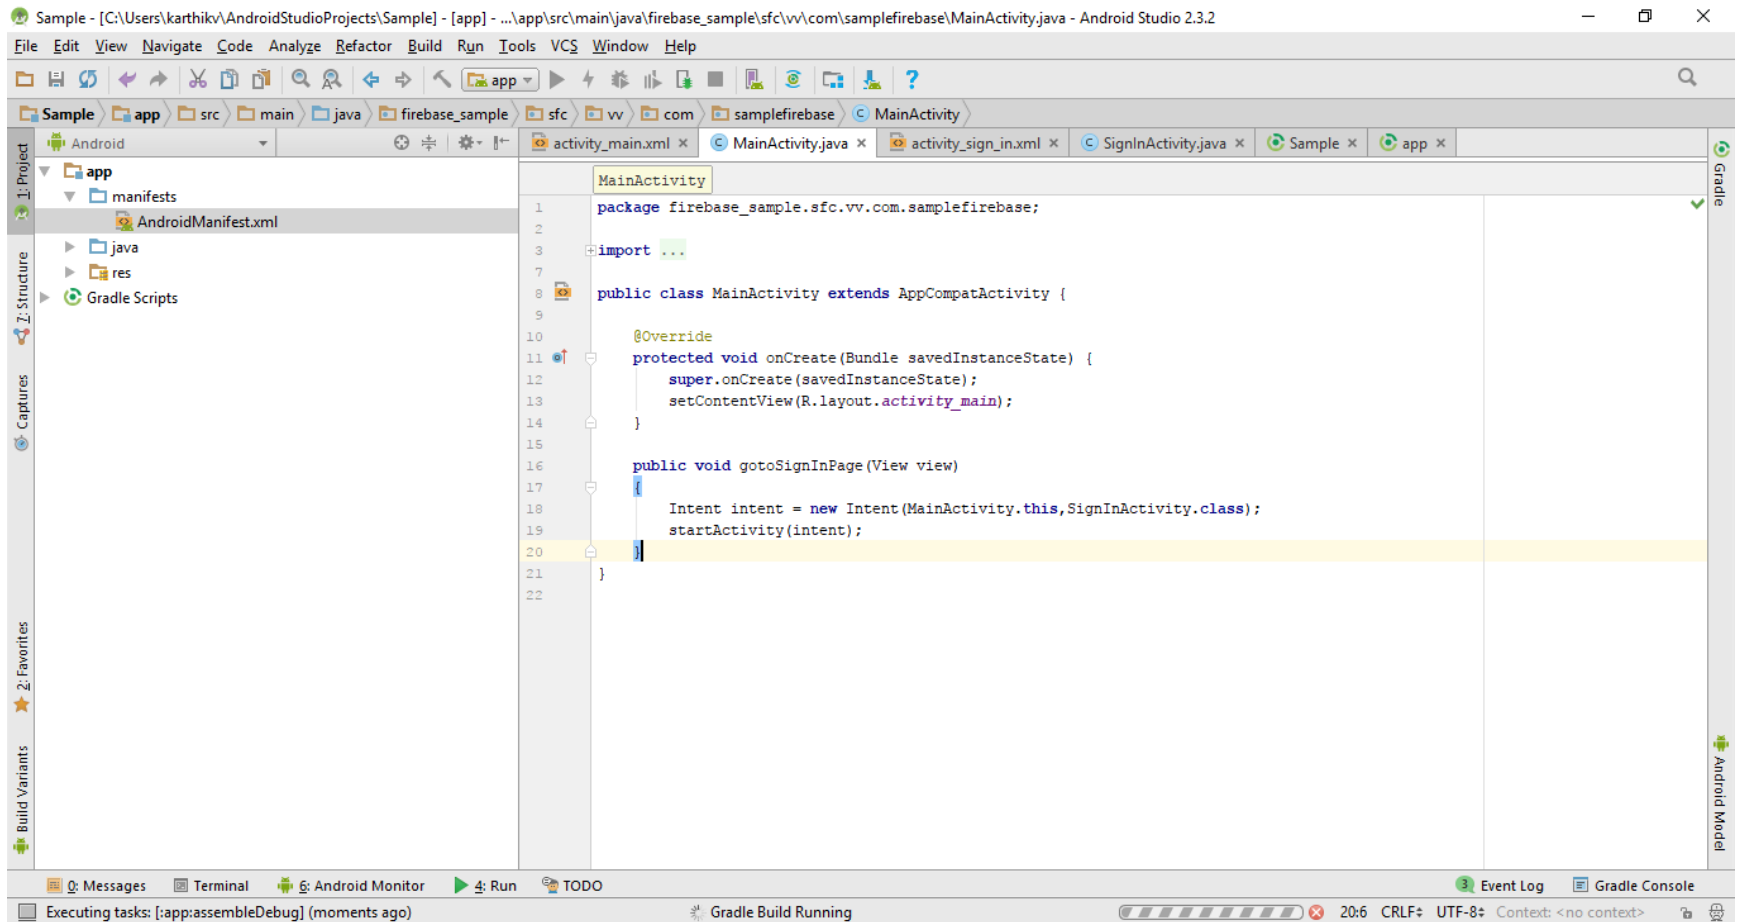 Sample - [C:\Users\karthikv\AndroidStudioProjects\Sample] - [app] - ...\app\src\main\java\firebase_sample\sfc\vv\com\samplefirebase\MainActivity.java - Android Studio 2.3.2
File Edit View Navigate Code Analyze Refactor Build Run Tools VCS Window Help
app
Sample app src main java firebase_sample sfc vv com samplefirebase MainActivity
1: Project
7: Structure
Captures
2: Favorites
Build Variants
Android
app
manifests
AndroidManifest.xml
java
res
Gradle Scripts
activity_main.xml MainActivity.java activity_sign_in.xml SignInActivity.java Sample app
MainActivity
1 package firebase_sample.sfc.vv.com.samplefirebase;
2
3 import ...
7
8 public class MainActivity extends AppCompatActivity {
9
10 @Override
11 protected void onCreate(Bundle savedInstanceState) {
12 super.onCreate(savedInstanceState);
13 setContentView(R.layout.activity_main);
14 }
15
16 public void gotoSignInPage(View view)
17 {
18 Intent intent = new Intent(MainActivity.this,SignInActivity.class);
19 startActivity(intent);
20 }
21 }
22
Gradle
Android Model
0: Messages Terminal 6: Android Monitor 4: Run TODO 3 Event Log Gradle Console
Executing tasks: [:app:assembleDebug] (moments ago) Gradle Build Running 20:6 CRLF UTF-8 Context: <no context>